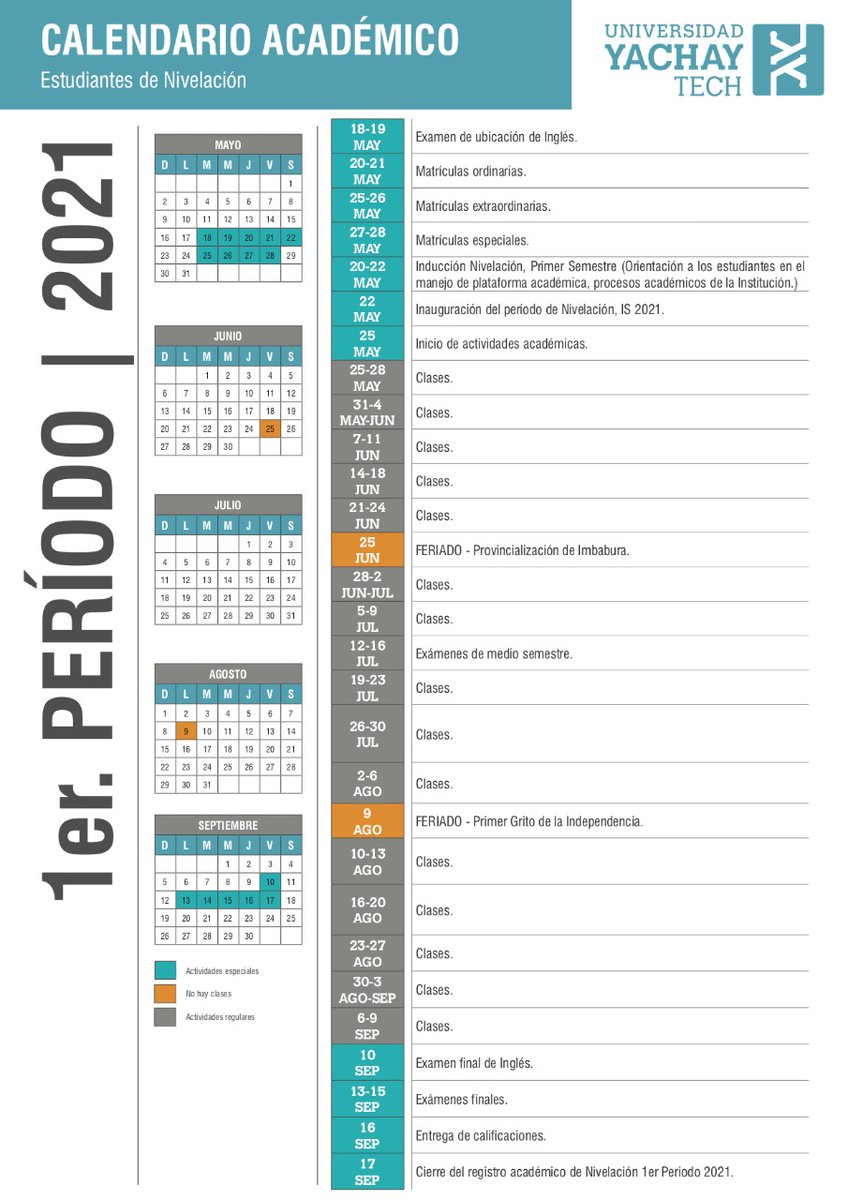 CALENDARIO ACADÉMICO
Estudiantes de Nivelación
UNIVERSIDAD
YACHAY
TECH
1er. PERÍODO | 2021
MAYO
D L M M J V S
1
2 3 4 5 6 7 8
9 10 11 12 13 14 15
16 17 18 19 20 21 22
23 24 25 26 27 28 29
30 31
JUNIO
D L M M J V S
1 2 3 4 5
6 7 8 9 10 11 12
13 14 15 16 17 18 19
20 21 22 23 24 25 26
27 28 29 30
JULIO
D L M M J V S
1 2 3
4 5 6 7 8 9 10
11 12 13 14 15 16 17
18 19 20 21 22 23 24
25 26 27 28 29 30 31
AGOSTO
D L M M J V S
1 2 3 4 5 6 7
8 9 10 11 12 13 14
15 16 17 18 19 20 21
22 23 24 25 26 27 28
29 30 31
SEPTIEMBRE
D L M M J V S
1 2 3 4
5 6 7 8 9 10 11
12 13 14 15 16 17 18
19 20 21 22 23 24 25
26 27 28 29 30
Actividades especiales
No hay clases
Actividades regulares
18-19
MAY
Examen de ubicación de Inglés.
20-21
MAY
Matrículas ordinarias.
25-26
MAY
Matrículas extraordinarias.
27-28
MAY
Matrículas especiales.
20-22
MAY
Inducción Nivelación, Primer Semestre (Orientación a los estudiantes en el
manejo de plataforma académica, procesos académicos de la Institución.)
22
MAY
Inauguración del período de Nivelación, IS 2021.
25
MAY
Inicio de actividades académicas.
25-28
MAY
Clases.
31-4
MAY-JUN
Clases.
7-11
JUN
Clases.
14-18
JUN
Clases.
21-24
JUN
Clases.
25
JUN
FERIADO - Provincialización de Imbabura.
28-2
JUN-JUL
Clases.
5-9
JUL
Clases.
12-16
JUL
Exámenes de medio semestre.
19-23
JUL
Clases.
26-30
JUL
Clases.
2-6
AGO
Clases.
9
AGO
FERIADO - Primer Grito de la Independencia.
10-13
AGO
Clases.
16-20
AGO
Clases.
23-27
AGO
Clases.
30-3
AGO-SEP
Clases.
6-9
SEP
Clases.
10
SEP
Examen final de Inglés.
13-15
SEP
Exámenes finales.
16
SEP
Entrega de calificaciones.
17
SEP
Cierre del registro académico de Nivelación 1er Periodo 2021.